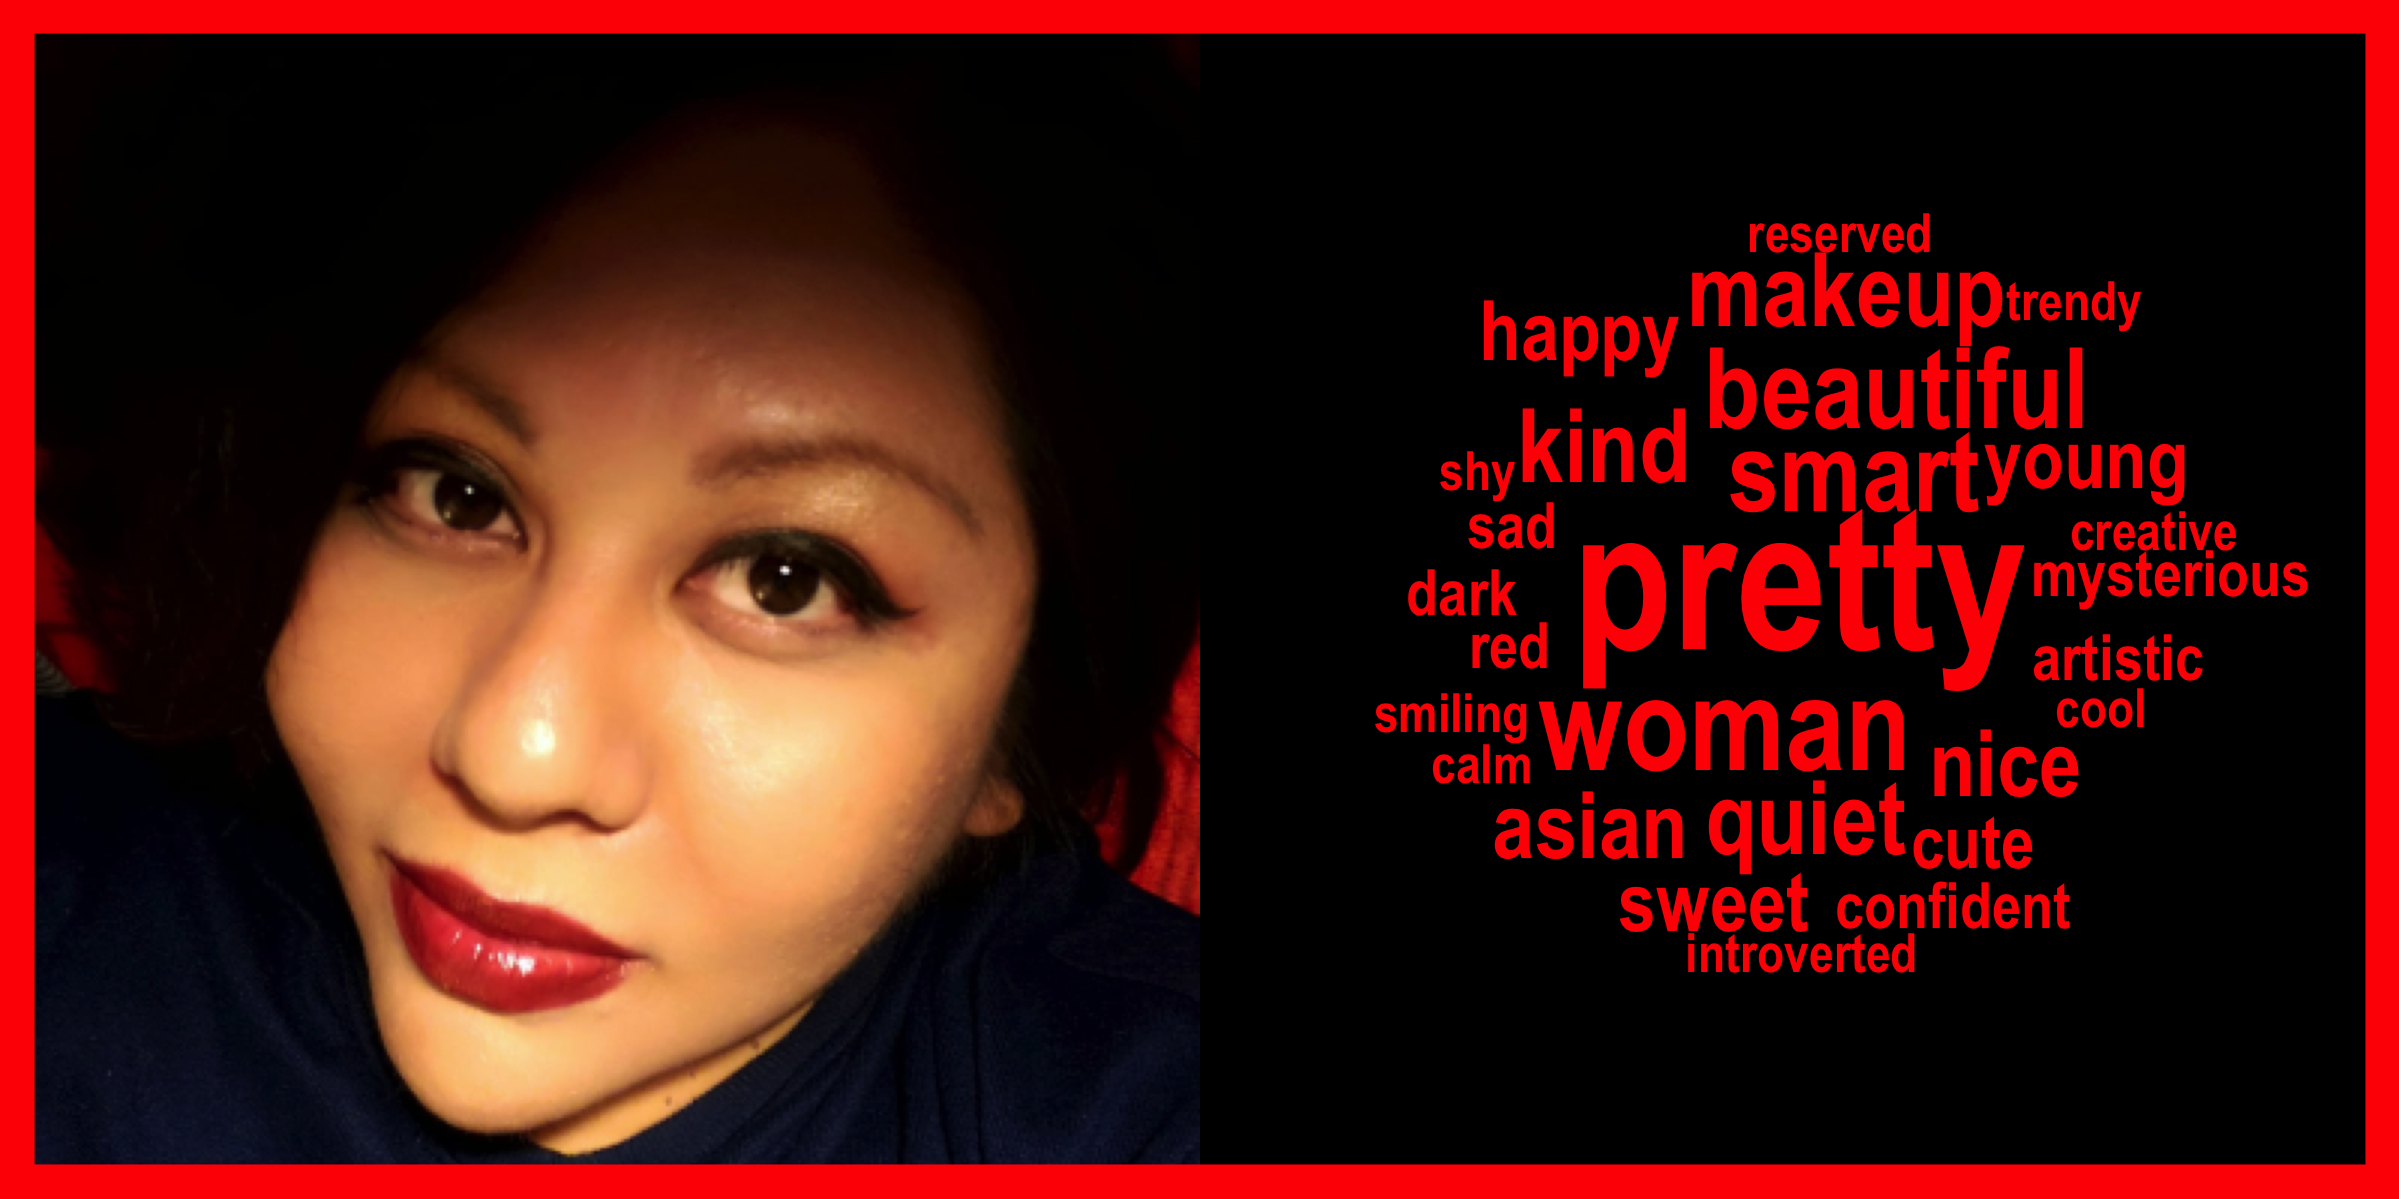 reserved
makeup trendy
happy
beautiful
kind
smart young
shy
sad
pretty
creative
mysterious
dark
red
artistic
smiling
woman
cool
calm
nice
asian quiet
cute
sweet confident
introverted